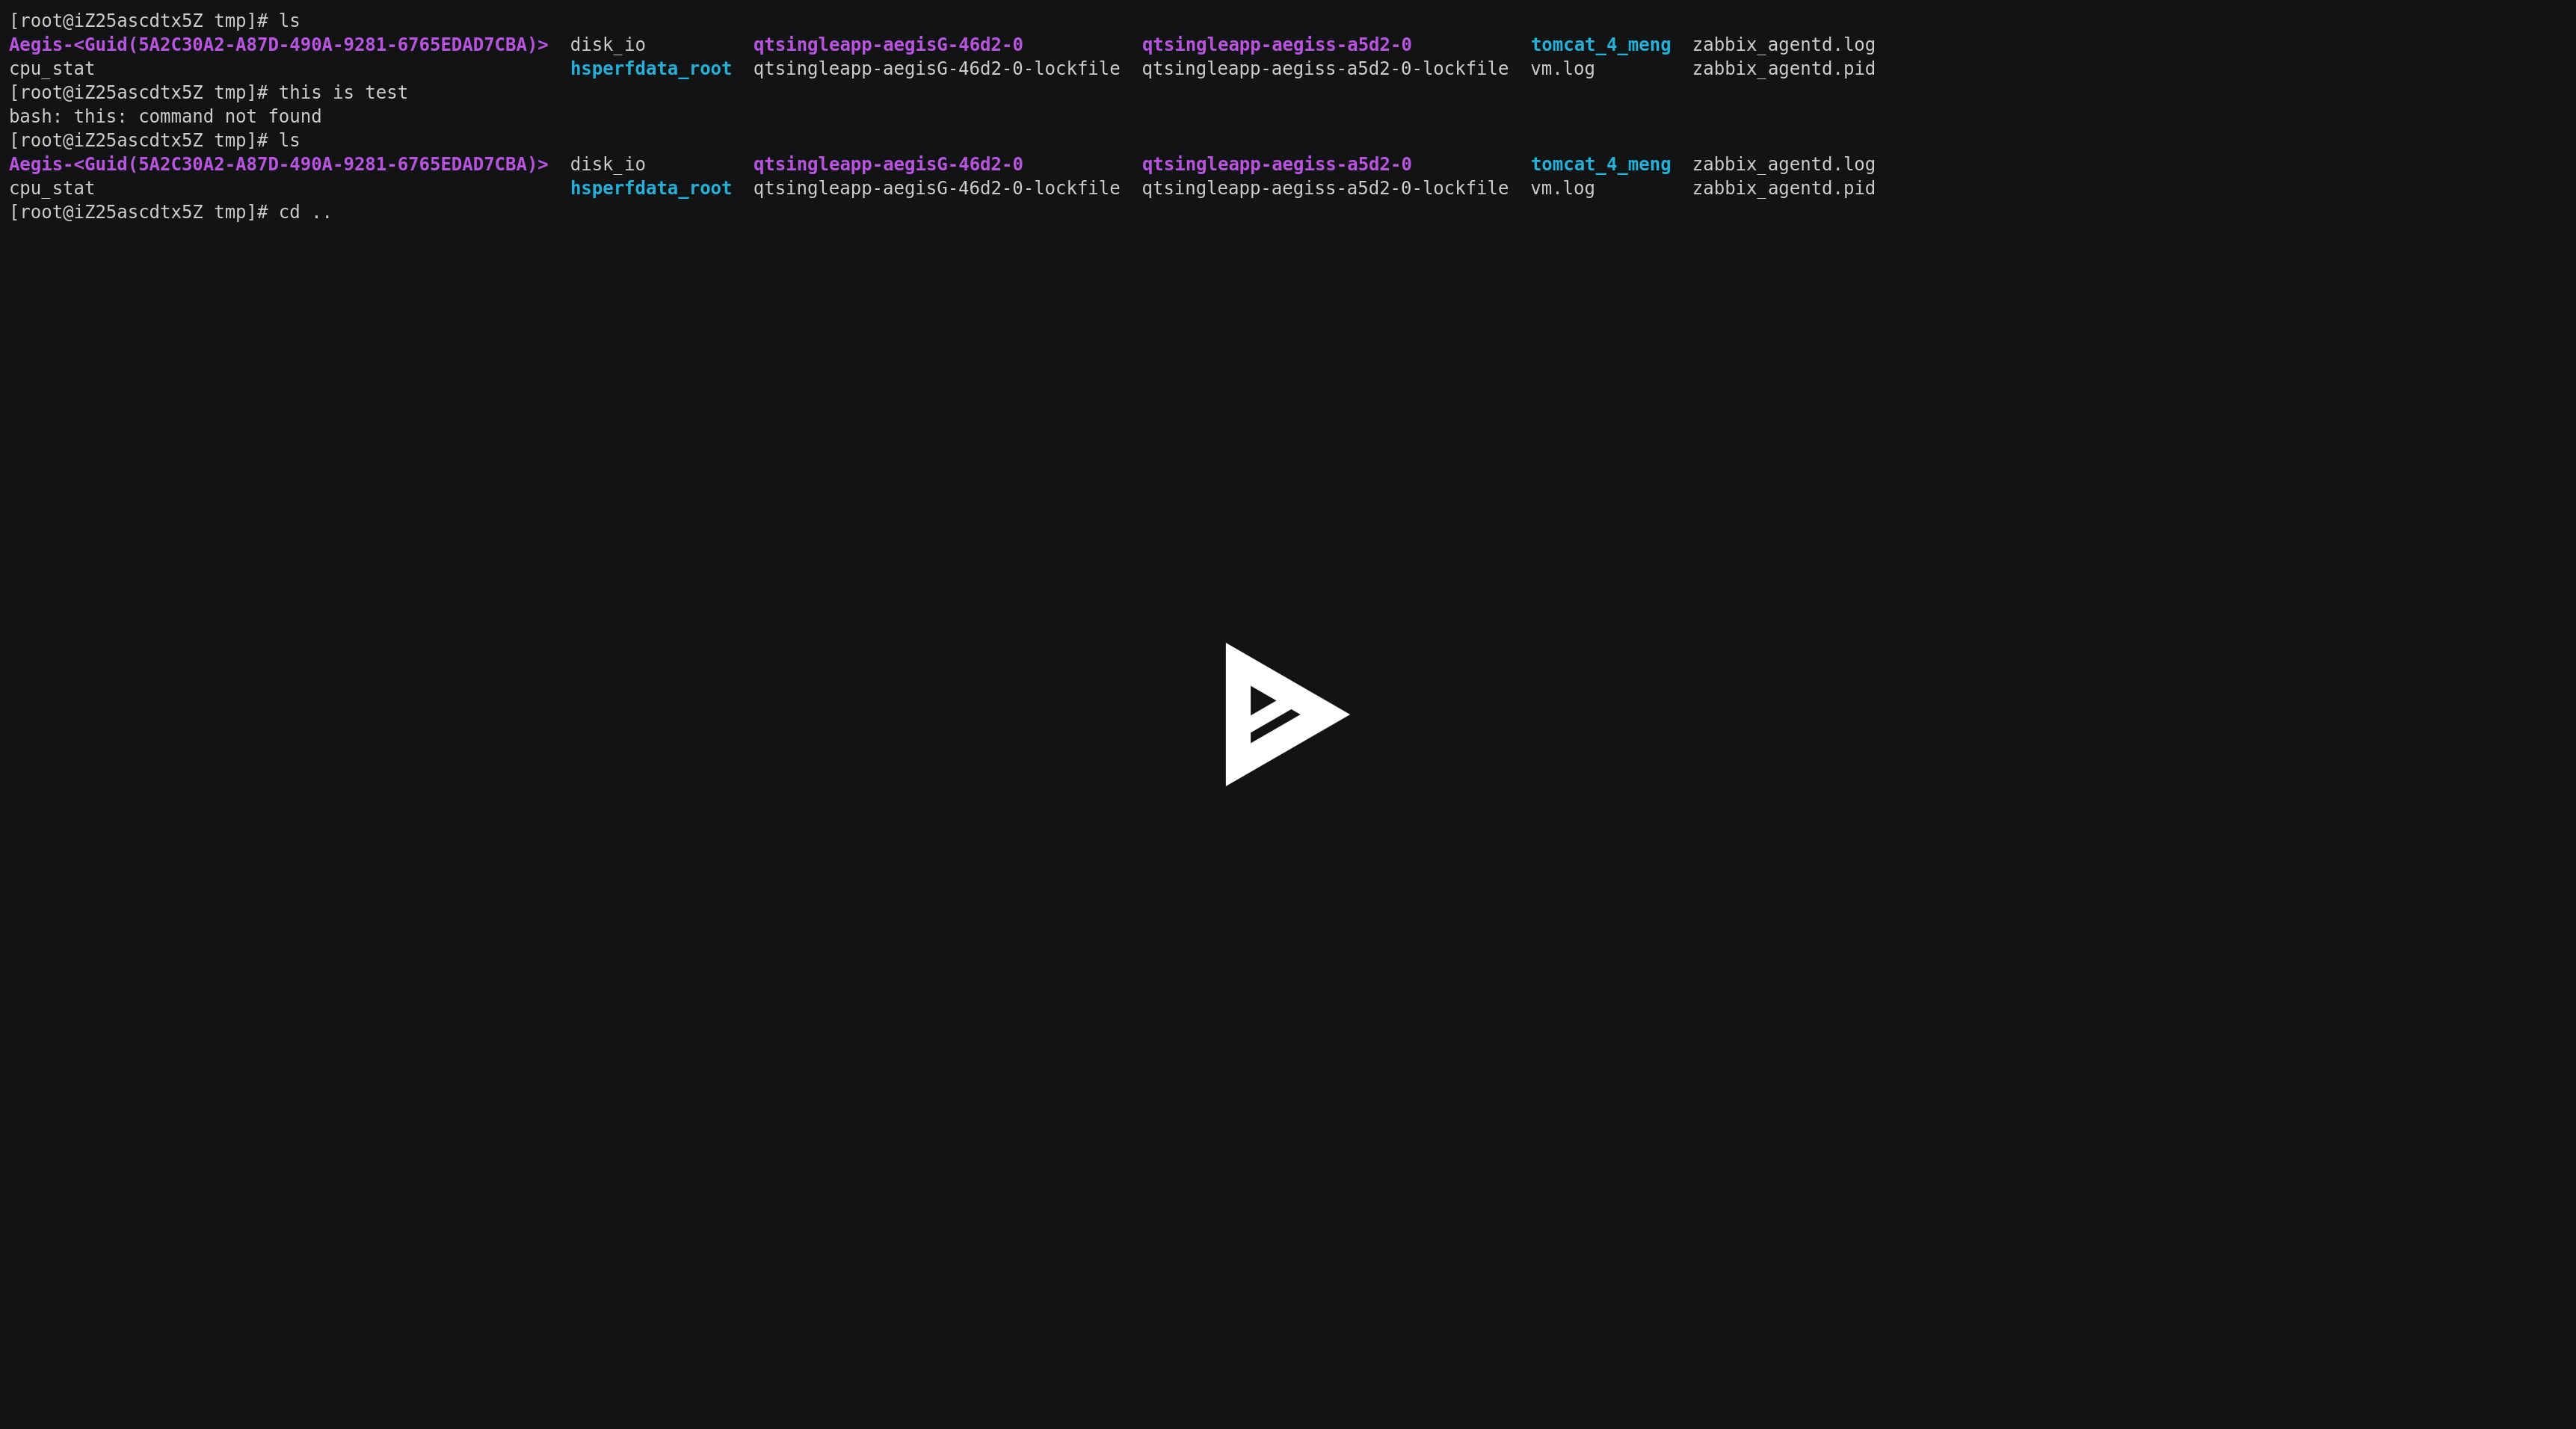 [root@iZ25ascdtx5Z tmp]# ls
Aegis-<Guid(5A2C30A2-A87D-490A-9281-6765EDAD7CBA)>  disk_io          qtsingleapp-aegisG-46d2-0           qtsingleapp-aegiss-a5d2-0           tomcat_4_meng  zabbix_agentd.log
cpu_stat                                            hsperfdata_root  qtsingleapp-aegisG-46d2-0-lockfile  qtsingleapp-aegiss-a5d2-0-lockfile  vm.log         zabbix_agentd.pid
[root@iZ25ascdtx5Z tmp]# this is test
bash: this: command not found
[root@iZ25ascdtx5Z tmp]# ls
Aegis-<Guid(5A2C30A2-A87D-490A-9281-6765EDAD7CBA)>  disk_io          qtsingleapp-aegisG-46d2-0           qtsingleapp-aegiss-a5d2-0           tomcat_4_meng  zabbix_agentd.log
cpu_stat                                            hsperfdata_root  qtsingleapp-aegisG-46d2-0-lockfile  qtsingleapp-aegiss-a5d2-0-lockfile  vm.log         zabbix_agentd.pid
[root@iZ25ascdtx5Z tmp]# cd ..